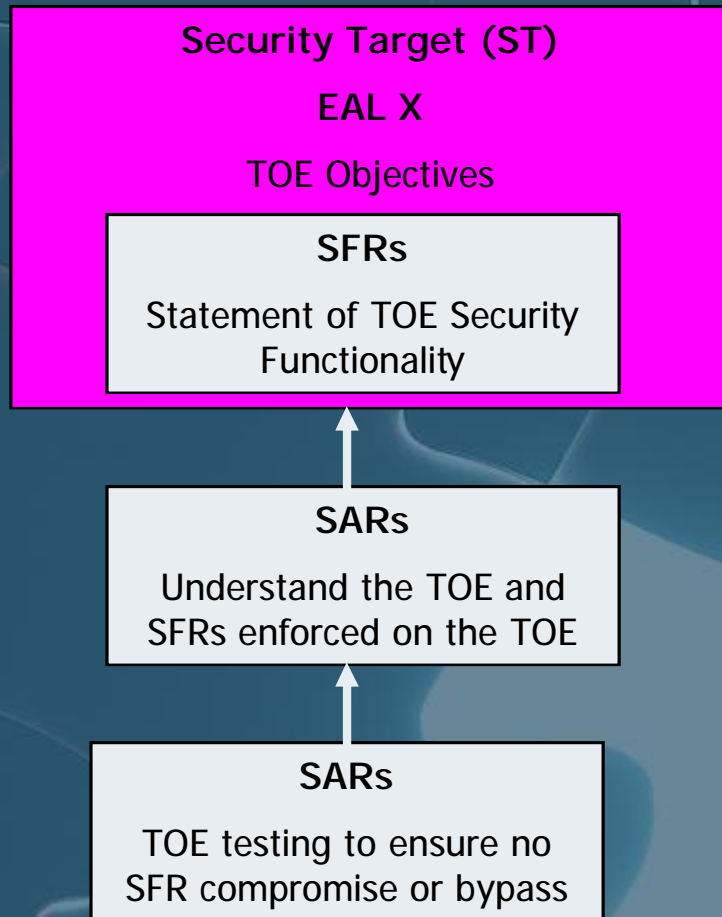 Security Target (ST)
EAL X
TOE Objectives
SFRs
Statement of TOE Security
Functionality
SARs
Understand the TOE and
SFRs enforced on the TOE
SARs
TOE testing to ensure no
SFR compromise or bypass